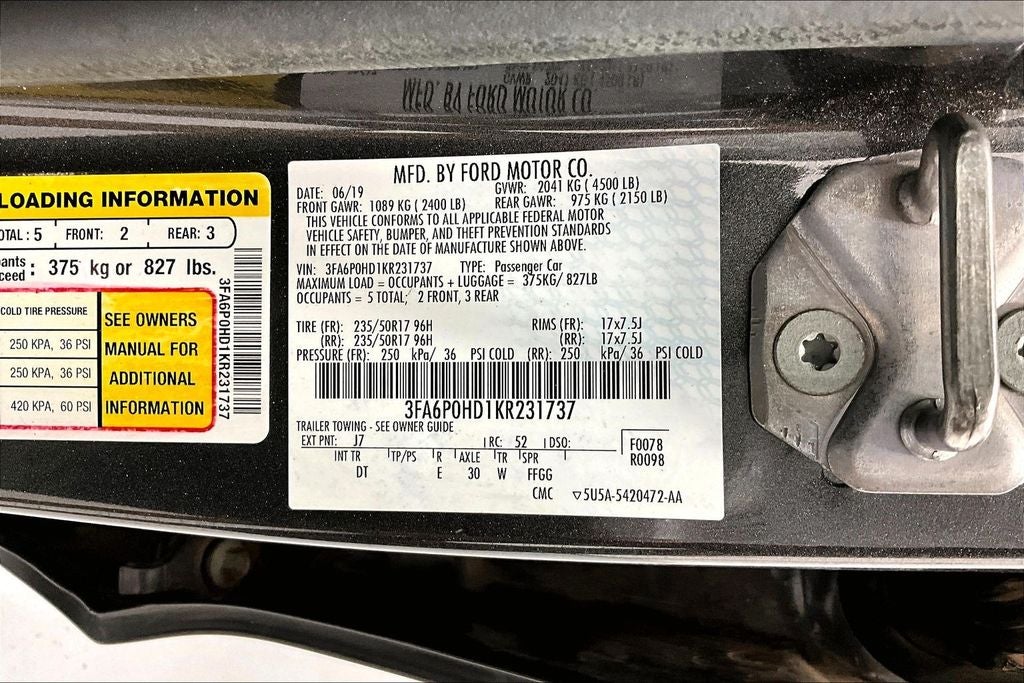 LOADING INFORMATION
OTAL : 5 FRONT: 2 REAR: 3
pants
ceed : 375 kg or 827 lbs.
COLD TIRE PRESSURE
250 KPA, 36 PSI
250 KPA, 36 PSI
420 KPA, 60 PSI
SEE OWNERS
MANUAL FOR
ADDITIONAL
INFORMATION
3FA6P0HD1KR231737
MFD. BY FORD MOTOR CO.
DATE: 06/19 GVWR: 2041 KG ( 4500 LB)
FRONT GAWR: 1089 KG ( 2400 LB) REAR GAWR: 975 KG ( 2150 LB)
THIS VEHICLE CONFORMS TO ALL APPLICABLE FEDERAL MOTOR
VEHICLE SAFETY, BUMPER, AND THEFT PREVENTION STANDARDS
IN EFFECT ON THE DATE OF MANUFACTURE SHOWN ABOVE.
VIN: 3FA6P0HD1KR231737 TYPE: Passenger Car
MAXIMUM LOAD = OCCUPANTS + LUGGAGE = 375KG/ 827LB
OCCUPANTS = 5 TOTAL; 2 FRONT, 3 REAR
TIRE (FR): 235/50R17 96H RIMS (FR): 17x7.5J
(RR): 235/50R17 96H (RR): 17x7.5J
PRESSURE (FR): 250 kPa/ 36 PSI COLD (RR): 250 kPa/ 36 PSI COLD
3FA6P0HD1KR231737
TRAILER TOWING - SEE OWNER GUIDE
EXT PNT: J7 RC: 52 DSO: F0078
INT TR TP/PS R AXLE TR SPR R0098
DT E 30 W FFGG
CMC ▽5U5A-5420472-AA